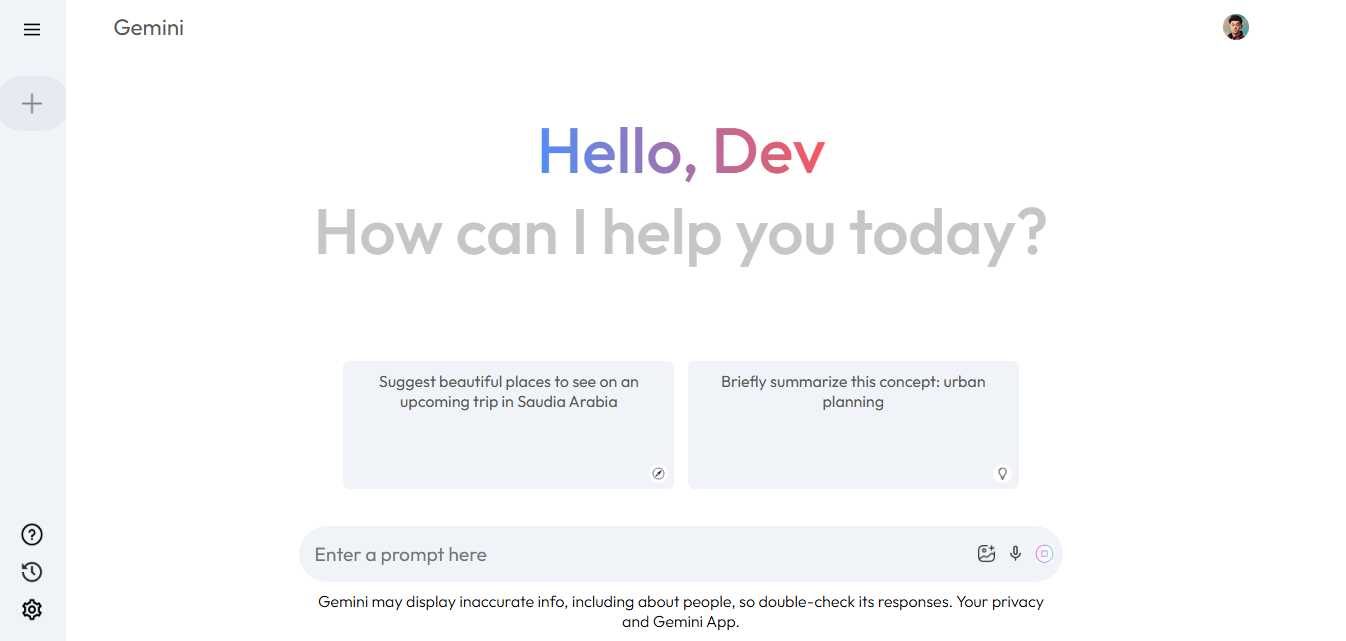 Gemini
Hello, Dev
How can I help you today?
Suggest beautiful places to see on an
upcoming trip in Saudia Arabia
Briefly summarize this concept: urban
planning
Enter a prompt here
Gemini may display inaccurate info, including about people, so double-check its responses. Your privacy
and Gemini App.